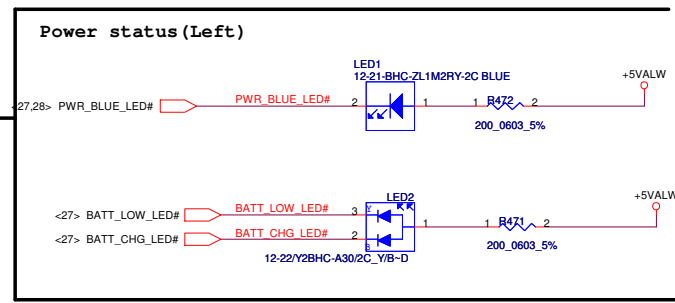 Power status(Left)
LED1
12-21-BHC-ZL1M2RY-2C BLUE
+5VALW
<27,28> PWR_BLUE_LED#
PWR_BLUE_LED#
2
1
1
R472
2
200_0603_5%
LED2
+5VALW
<27> BATT_LOW_LED#
BATT_LOW_LED#
3
Y
1
1
R471
2
<27> BATT_CHG_LED#
BATT_CHG_LED#
2
B
200_0603_5%
12-22/Y2BHC-A30/2C_Y/B~D